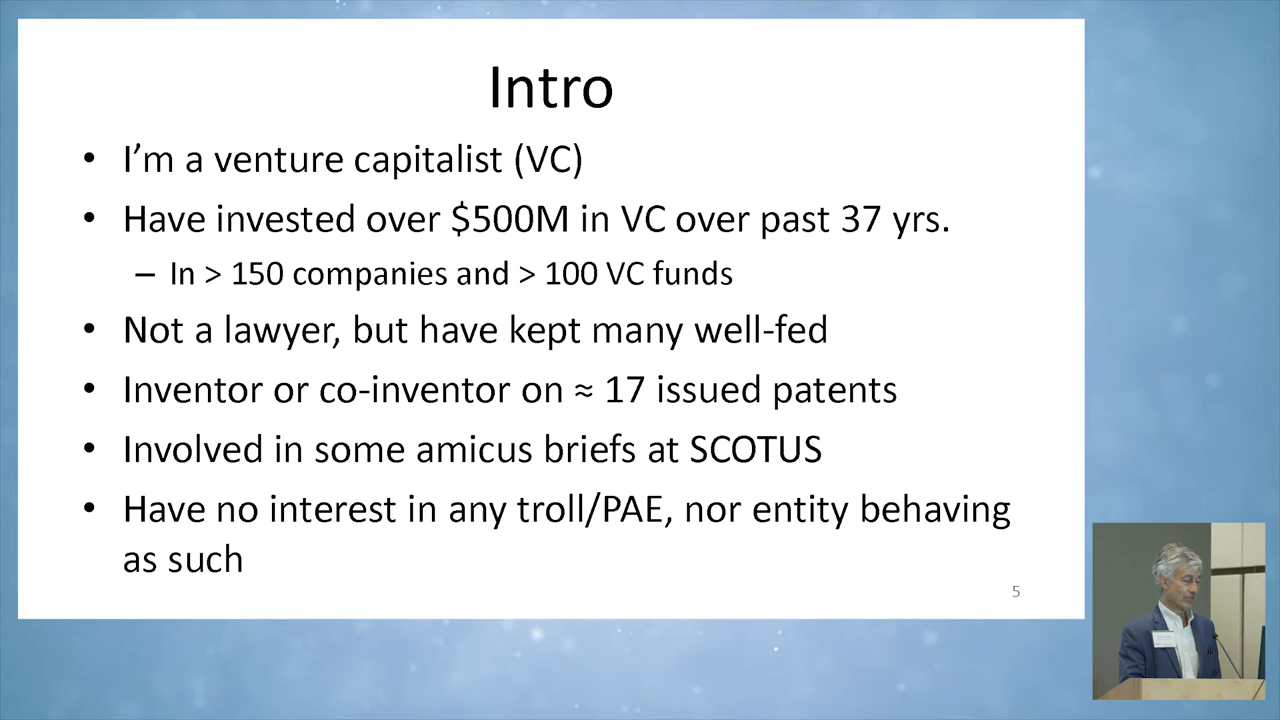 Intro
• I'm a venture capitalist (VC)
• Have invested over $500M in VC over past 37 yrs.
– In > 150 companies and > 100 VC funds
• Not a lawyer, but have kept many well-fed
• Inventor or co-inventor on ≈ 17 issued patents
• Involved in some amicus briefs at SCOTUS
• Have no interest in any troll/PAE, nor entity behaving
as such
5